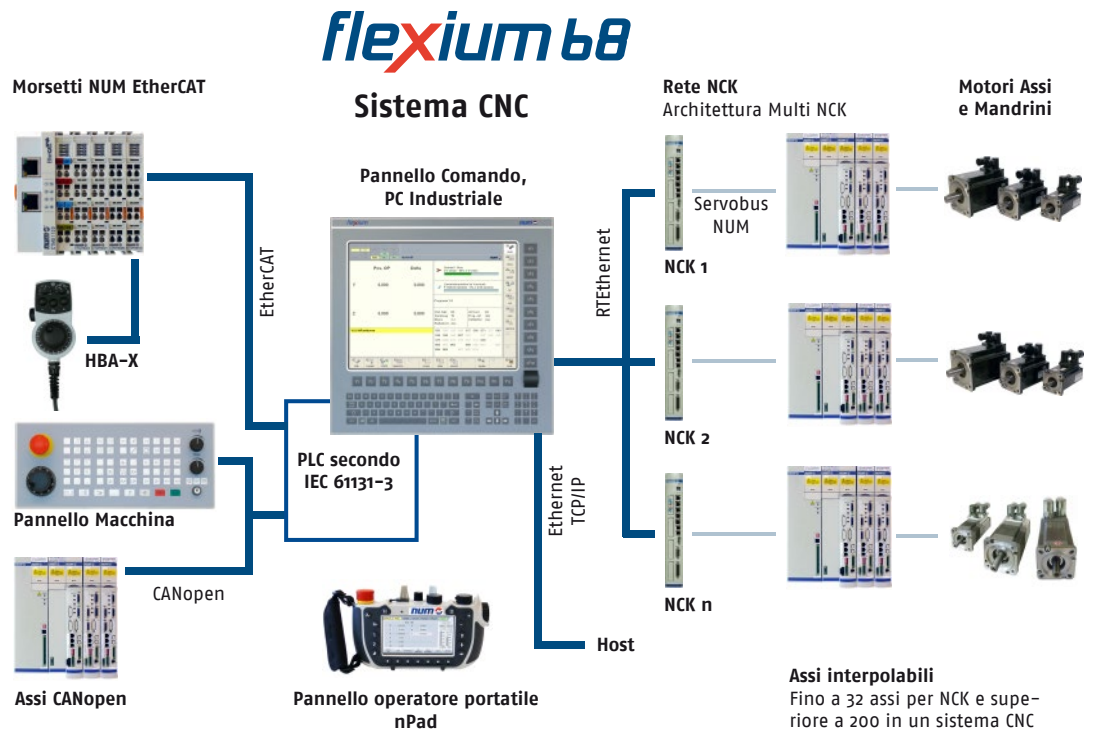 flexium 68
Sistema CNC
Morsetti NUM EtherCAT
HBA-X
EtherCAT
Pannello Macchina
CANopen
Assi CANopen
Pannello Comando,
PC Industriale
flexium
num
PLC secondo
IEC 61131-3
num
Pannello operatore portatile
nPad
Ethernet
TCP/IP
Host
RTEthernet
Rete NCK
Architettura Multi NCK
Servobus
NUM
NCK 1
NCK 2
NCK n
Motori Assi
e Mandrini
Assi interpolabili
Fino a 32 assi per NCK e supe-
riore a 200 in un sistema CNC